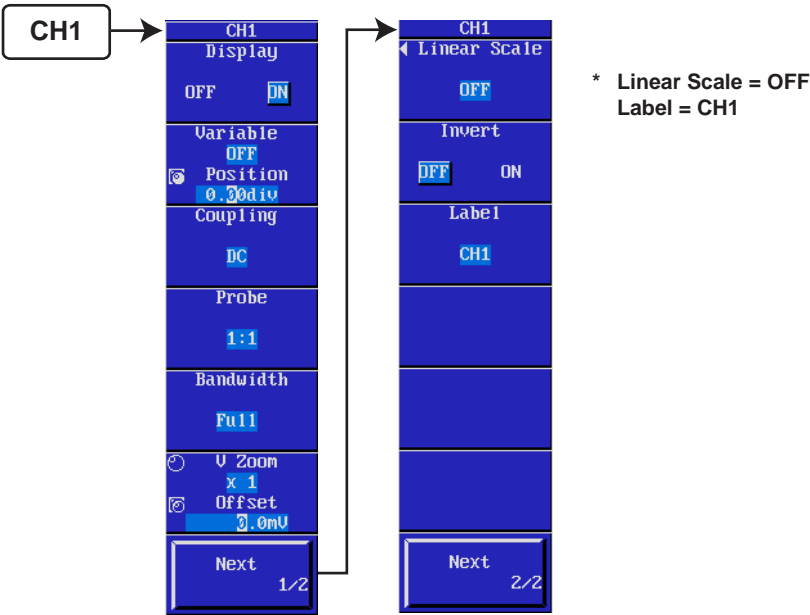 CH1
CH1
Display
OFF ON
Variable
OFF
Position
0.00div
Coupling
DC
Probe
1:1
Bandwidth
Full
V Zoom
x 1
Offset
0.0mV
Next
1/2
CH1
Linear Scale
OFF
Invert
OFF ON
Label
CH1
Next
2/2
* Linear Scale = OFF
Label = CH1